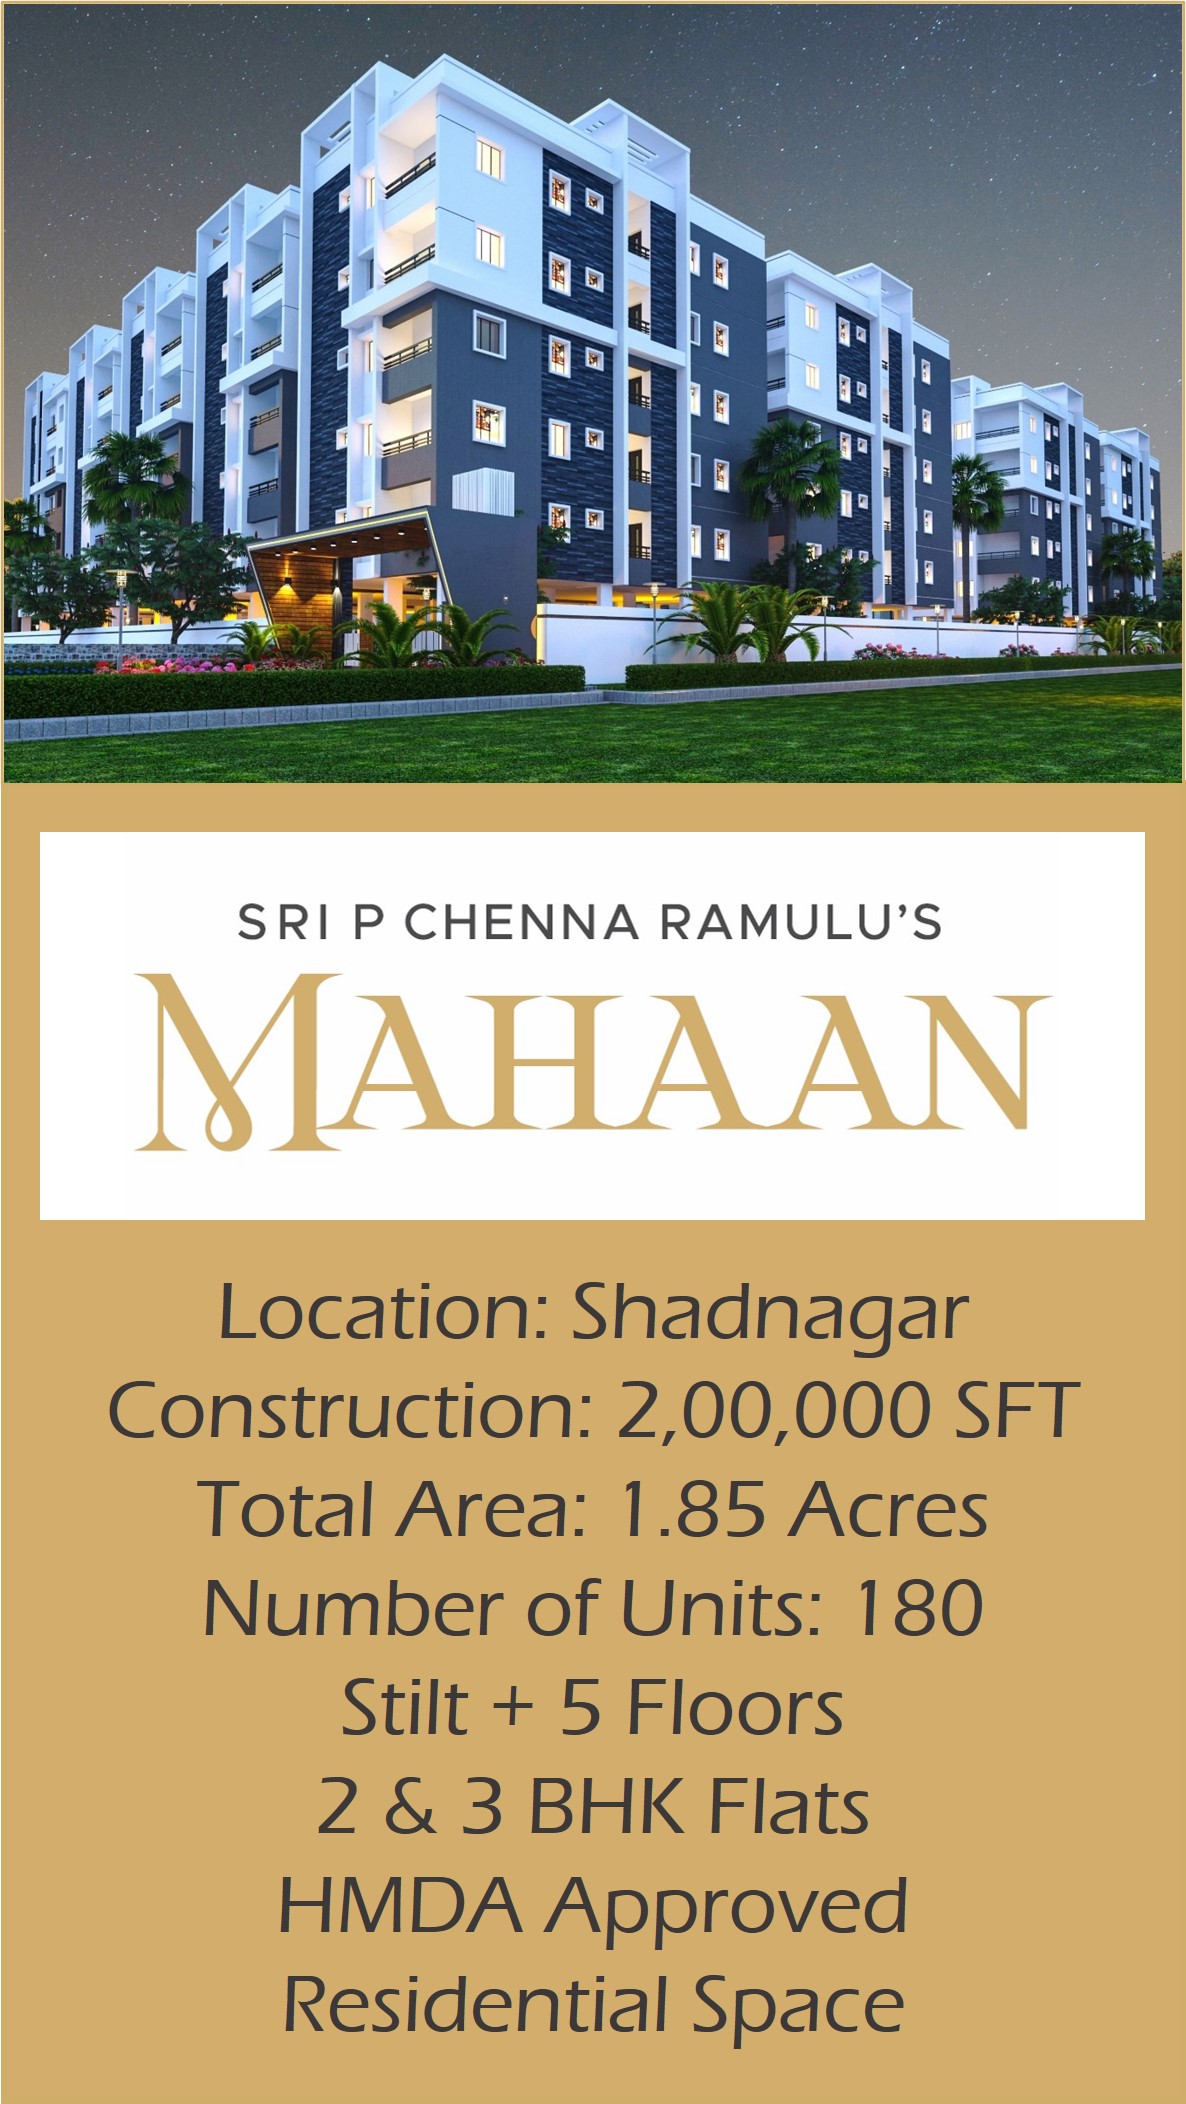 SRI P CHENNA RAMULU'S
MAHAAN
Location: Shadnagar
Construction: 2,00,000 SFT
Total Area: 1.85 Acres
Number of Units: 180
Stilt + 5 Floors
2 & 3 BHK Flats
HMDA Approved
Residential Space